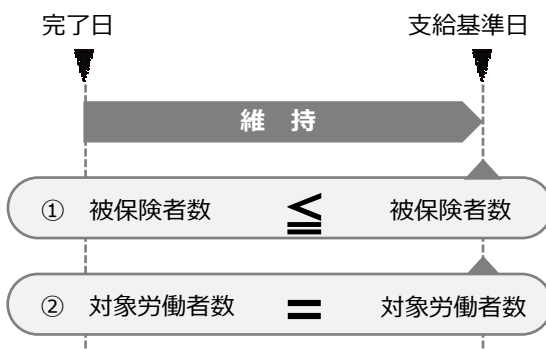 完了日 支給基準日
維 持
① 被保険者数 ≦ 被保険者数
② 対象労働者数 = 対象労働者数